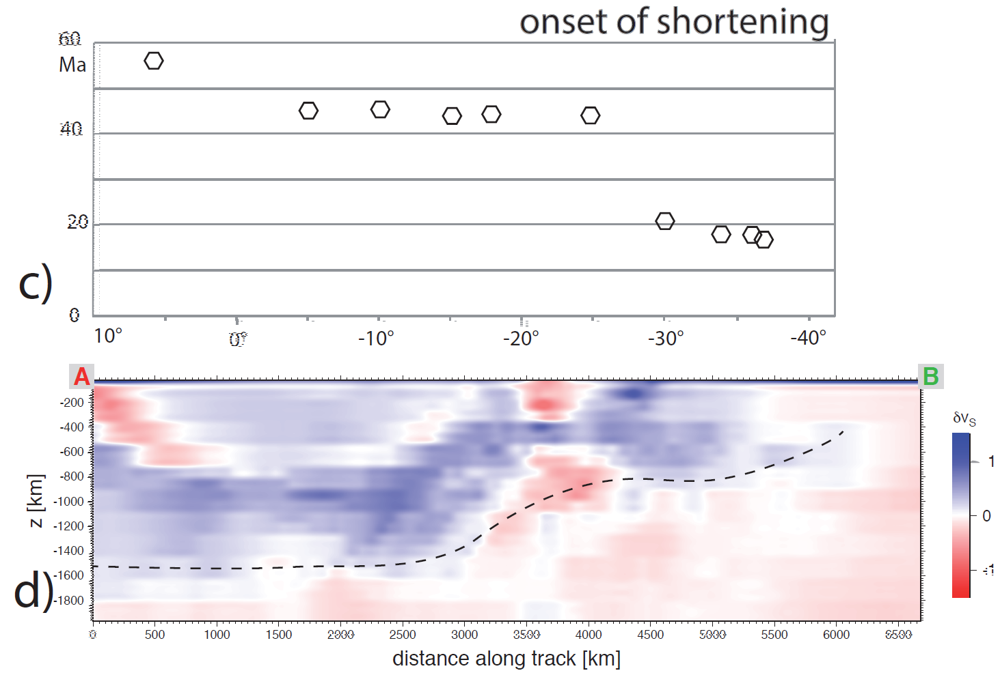 onset of shortening
60
Ma
40
20
c)
0
10° 0° -10° -20° -30° -40°
A B
-200
-400
-600
-800
-1000
-1200
-1400
-1600
-1800
z [km]
δvS
1
0
-1
d)
0 500 1000 1500 2000 2500 3000 3500 4000 4500 5000 5500 6000 6500
distance along track [km]